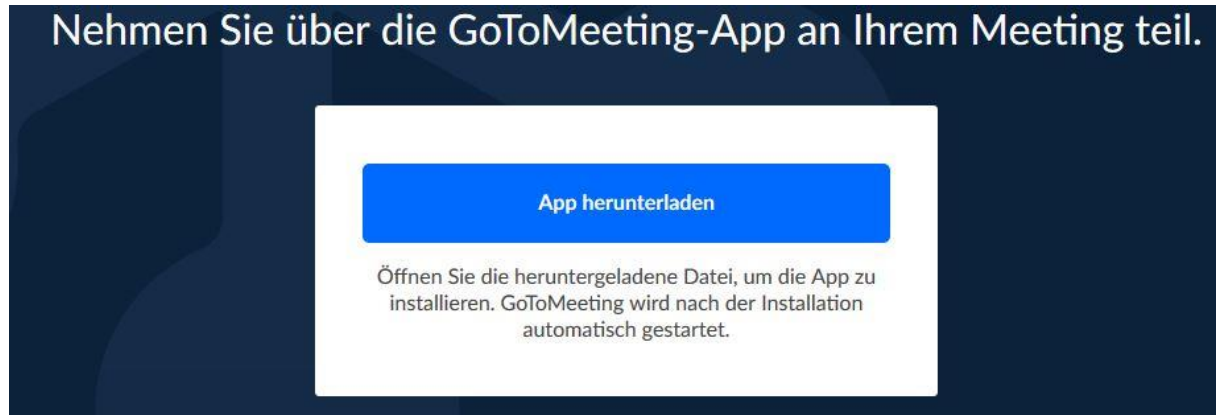 Nehmen Sie über die GoToMeeting-App an Ihrem Meeting teil.
App herunterladen
Öffnen Sie die heruntergeladene Datei, um die App zu
installieren. GoToMeeting wird nach der Installation
automatisch gestartet.